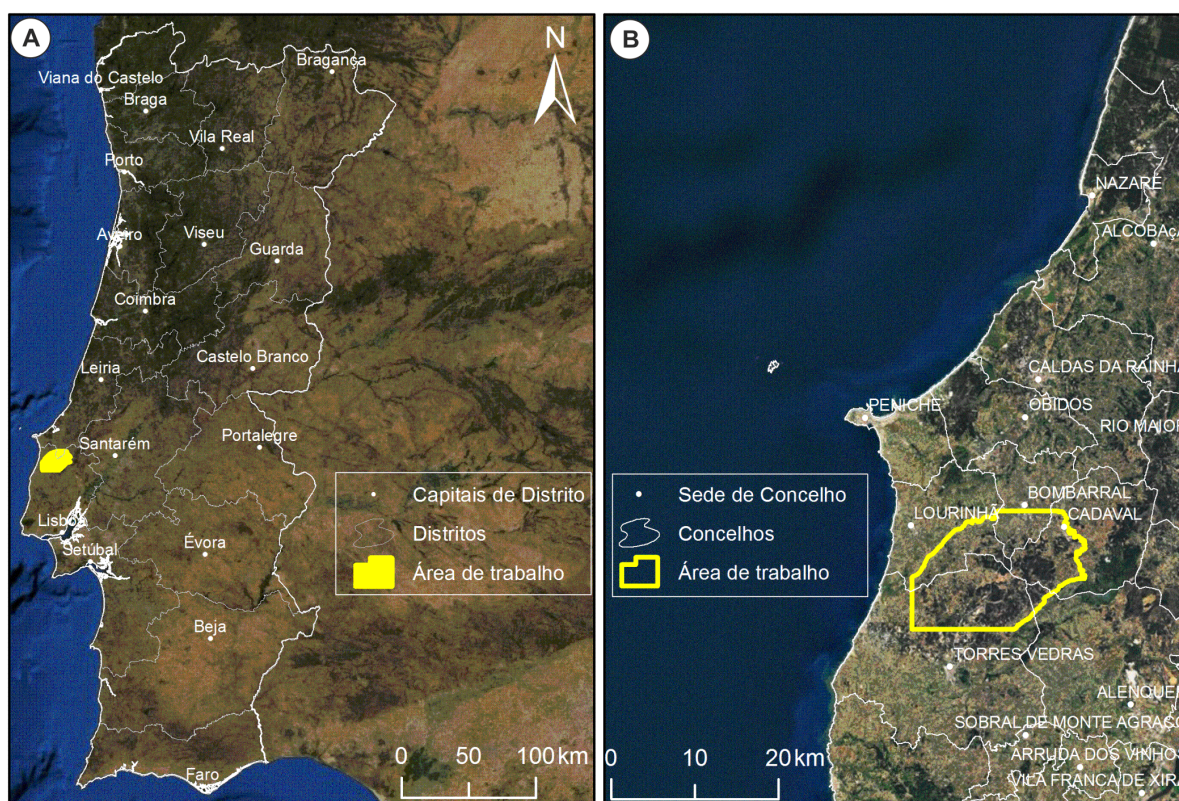 A
N
Bragança
Viana do Castelo
Braga
Vila Real
Porto
Aveiro
Viseu
Guarda
Coimbra
Castelo Branco
Leiria
Santarém
Portalegre
Lisboa
Setúbal
Évora
Beja
Faro
Capitais de Distrito
Distritos
Área de trabalho
0 50 100 km
B
NAZARÉ
ALCOBAçA
CALDAS DA RAINHA
PENICHE
ÓBIDOS
RIO MAIOR
BOMBARRAL
LOURINHÃ
CADAVAL
TORRES VEDRAS
ALENQUE
SOBRAL DE MONTE AGRAÇO
ARRUDA DOS VINHOS
VILA FRANCA DE XIRA
Sede de Concelho
Concelhos
Área de trabalho
0 10 20 km